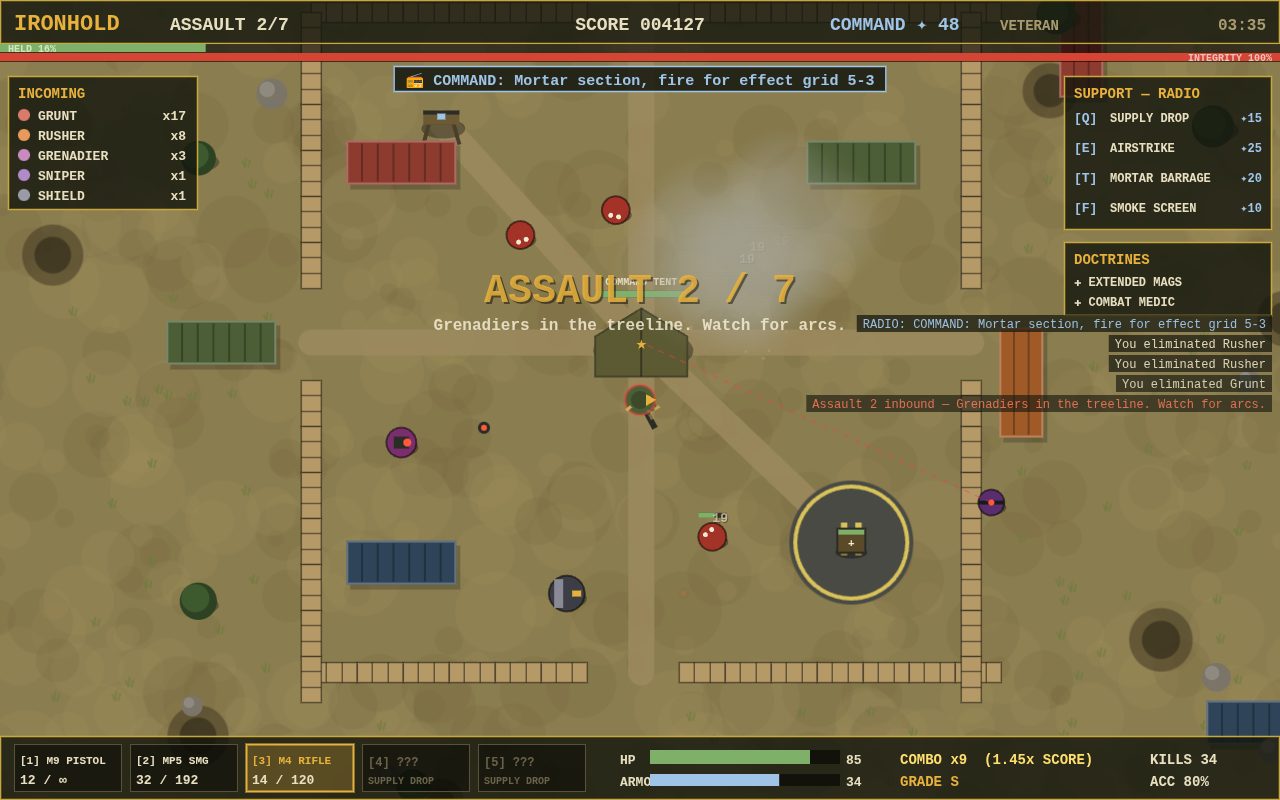 IRONHOLD ASSAULT 2/7 SCORE 004127 COMMAND ✦ 48 VETERAN 03:35
HELD 16%
INTEGRITY 100%
📻 COMMAND: Mortar section, fire for effect grid 5-3
INCOMING
GRUNT x17
RUSHER x8
GRENADIER x3
SNIPER x1
SHIELD x1
SUPPORT — RADIO
[Q] SUPPLY DROP ✦15
[E] AIRSTRIKE ✦25
[T] MORTAR BARRAGE ✦20
[F] SMOKE SCREEN ✦10
DOCTRINES
+ EXTENDED MAGS
+ COMBAT MEDIC
19
19
COMMAND TENT
ASSAULT 2 / 7
Grenadiers in the treeline. Watch for arcs.
RADIO: COMMAND: Mortar section, fire for effect grid 5-3
You eliminated Rusher
You eliminated Rusher
You eliminated Grunt
Assault 2 inbound — Grenadiers in the treeline. Watch for arcs.
19
[1] M9 PISTOL
12 / ∞
[2] MP5 SMG
32 / 192
[3] M4 RIFLE
14 / 120
[4] ???
SUPPLY DROP
[5] ???
SUPPLY DROP
HP 85
ARMO 34
COMBO x9 (1.45x SCORE)
GRADE S
KILLS 34
ACC 80%